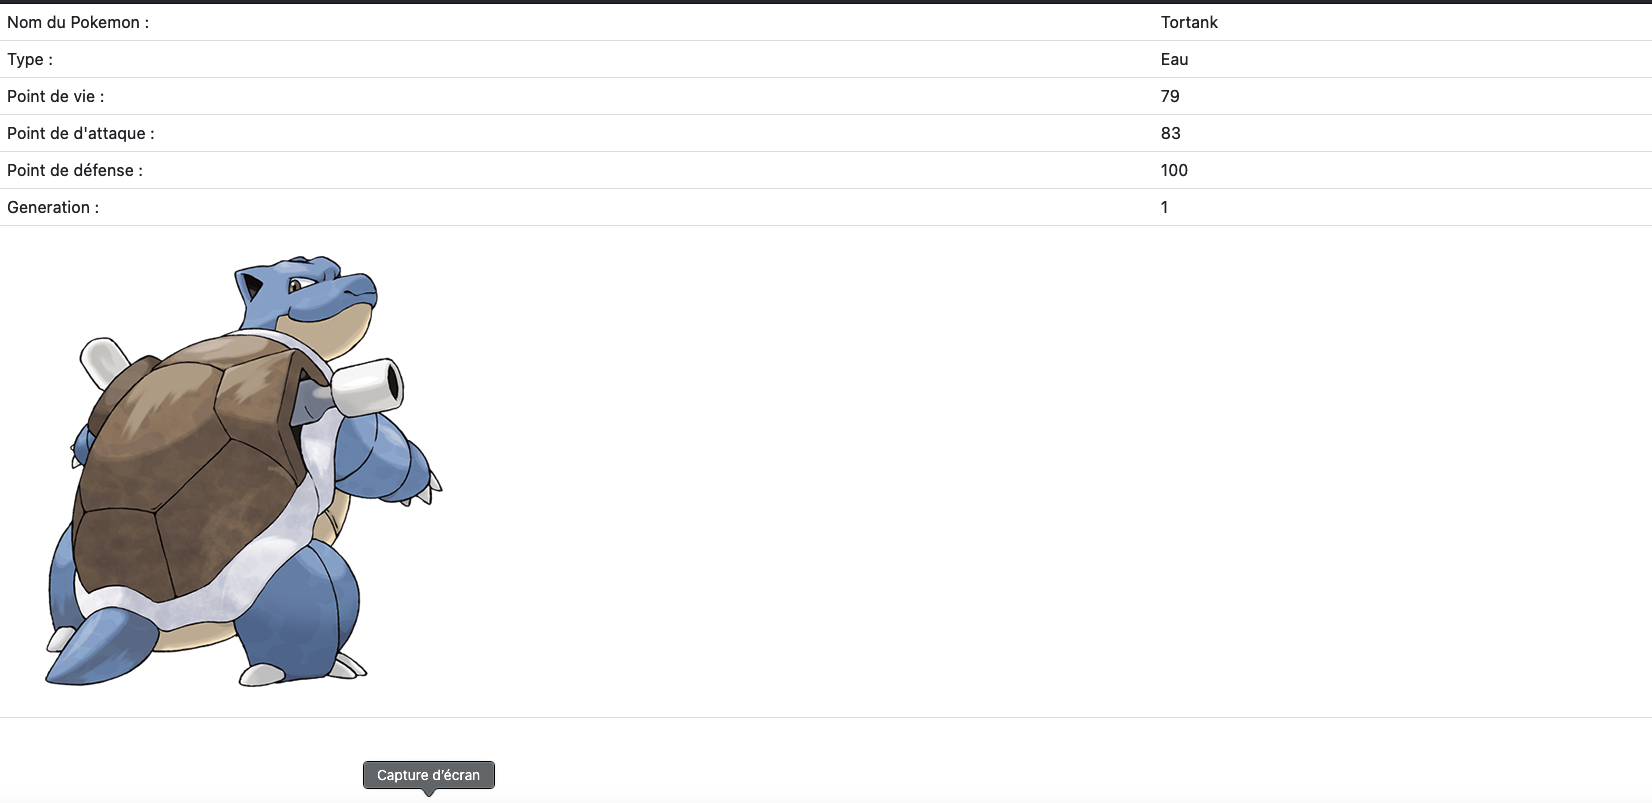 Nom du Pokemon : Tortank
Type : Eau
Point de vie : 79
Point de d'attaque : 83
Point de défense : 100
Generation : 1
Capture d'écran